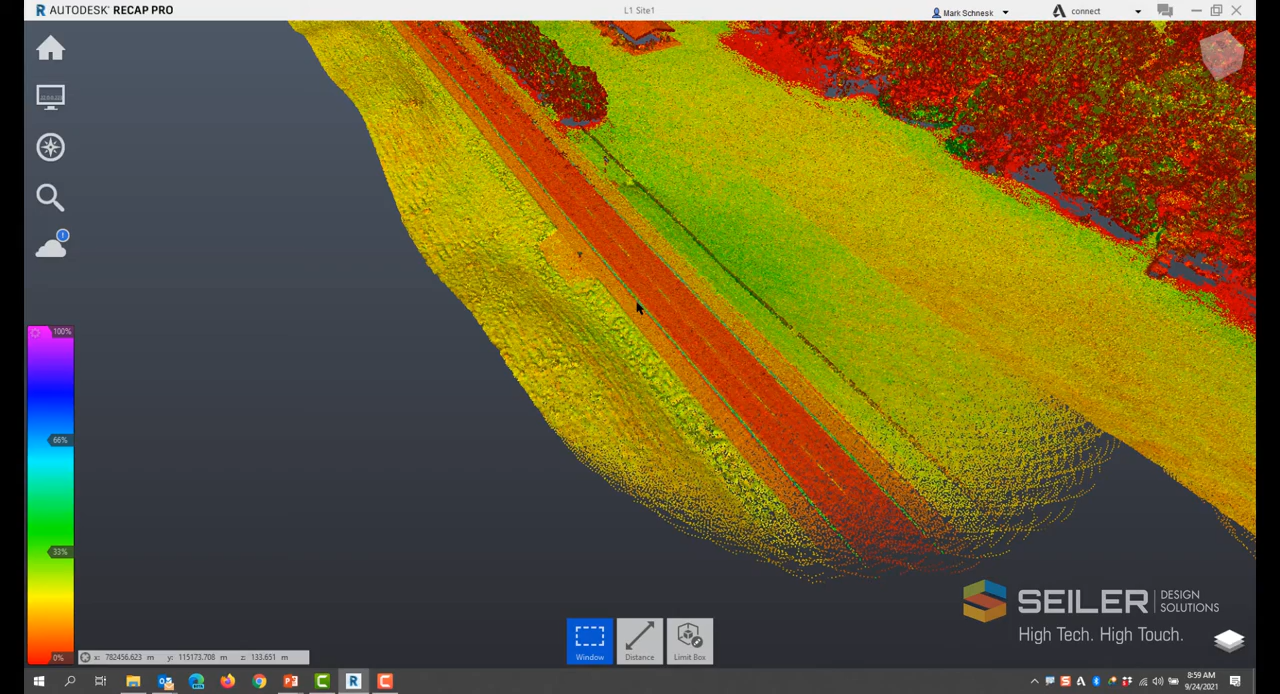 R AUTODESK® RECAP PRO
L1 Site1
Mark Schnesk
connect
100%
66%
33%
0%
x: 782456.623 m y: 115173.708 m z: 133.651 m
Window
Distance
Limit Box
SEILER DESIGN SOLUTIONS
High Tech. High Touch.
8:59 AM
9/24/2021